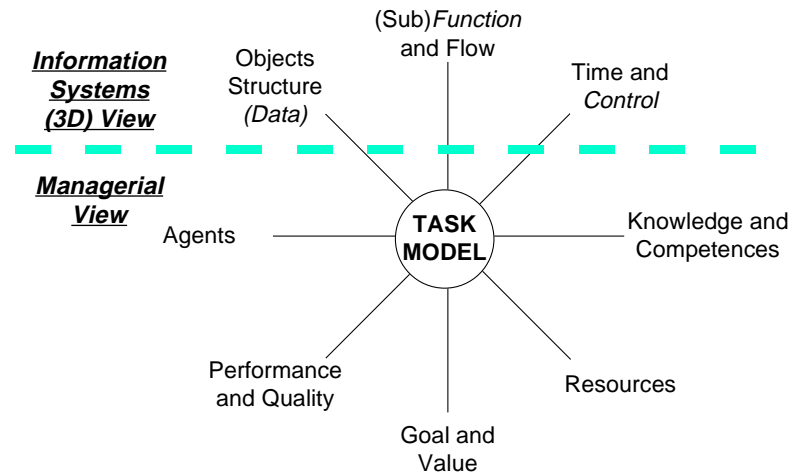 Information
Systems
(3D) View
Objects
Structure
(Data)
(Sub)Function
and Flow
Time and
Control
Managerial
View
Agents
TASK
MODEL
Knowledge and
Competences
Performance
and Quality
Resources
Goal and
Value